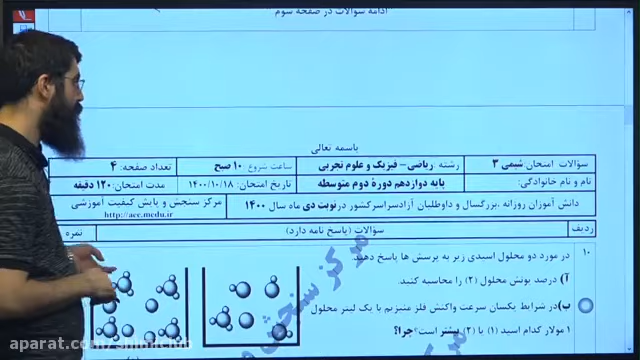 ادامه سؤالات در صفحه سوم
باسمه تعالی
سؤالات امتحان: شیمی ۳
رشته: ریاضی- فیزیک و علوم تجربی
ساعت شروع: ۱۰ صبح
تعداد صفحه: ۴
نام و نام خانوادگی:
پایه دوازدهم دورهٔ دوم متوسطه
تاریخ امتحان: ۱۴۰۰/۱۰/۱۸
مدت امتحان: ۱۲۰ دقیقه
دانش آموزان روزانه، بزرگسال و داوطلبان آزاد سراسر کشور در نوبت دی ماه سال ۱۴۰۰
مرکز سنجش و پایش کیفیت آموزشی
http://aee.medu.ir
ردیف
سؤالات (پاسخ نامه دارد)
نمره
۱۰
در مورد دو محلول اسیدی زیر به پرسش ها پاسخ دهید.
آ) درصد یونش محلول (۲) را محاسبه کنید.
ب) در شرایط یکسان سرعت واکنش فلز منیزیم با یک لیتر محلول
۱ مولار کدام اسید (۱) یا (۲) بیشتر است؟ چرا؟
مرکز سنجش
aparat.com/